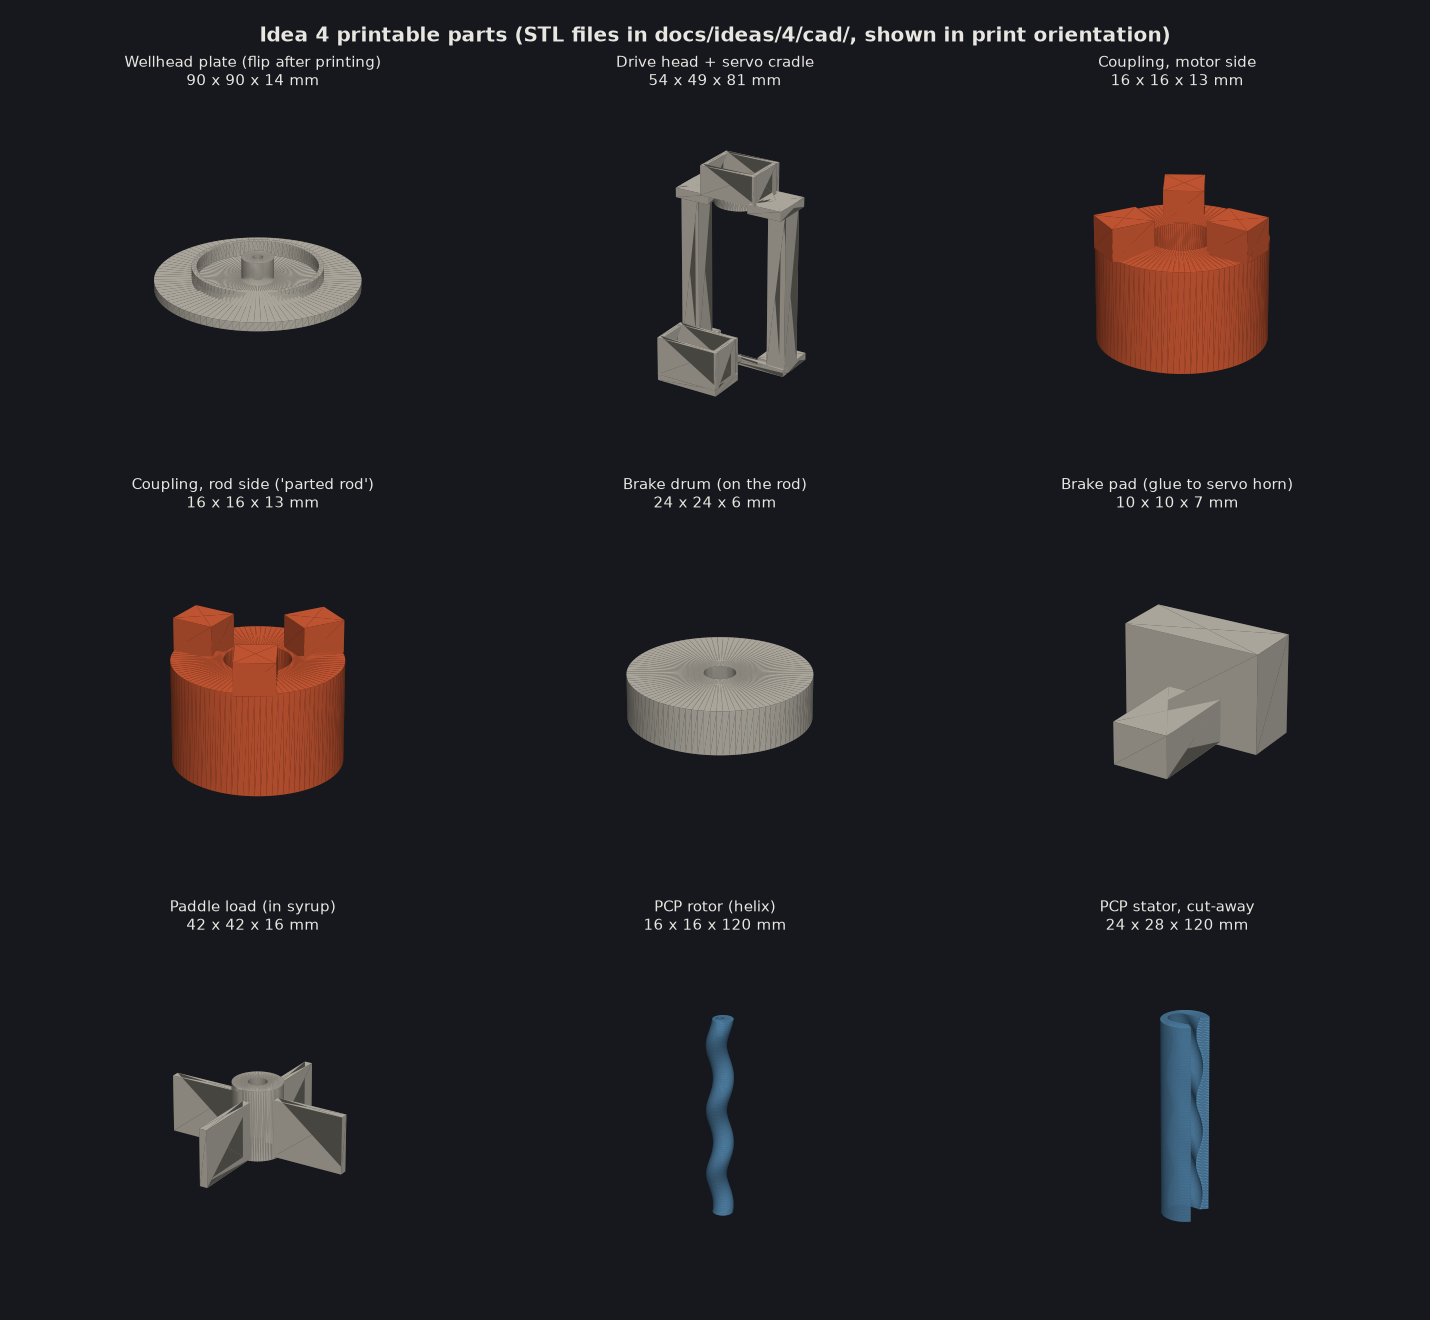 Idea 4 printable parts (STL files in docs/ideas/4/cad/, shown in print orientation)
Wellhead plate (flip after printing)
90 x 90 x 14 mm
Drive head + servo cradle
54 x 49 x 81 mm
Coupling, motor side
16 x 16 x 13 mm
Coupling, rod side ('parted rod')
16 x 16 x 13 mm
Brake drum (on the rod)
24 x 24 x 6 mm
Brake pad (glue to servo horn)
10 x 10 x 7 mm
Paddle load (in syrup)
42 x 42 x 16 mm
PCP rotor (helix)
16 x 16 x 120 mm
PCP stator, cut-away
24 x 28 x 120 mm